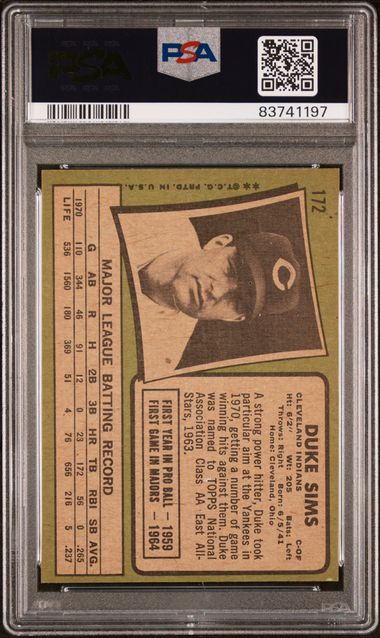 PSA
PSA
83741197
172
**©T.C.G. PRTD. IN U.S.A.
DUKE SIMS
C-OF
CLEVELAND INDIANS
Ht: 6/2" Wt: 205 Bats: Left
Throws: Right Born: 6/5/41
Home: Cleveland, Ohio
A strong power hitter, Duke took
particular aim at the Yankees in
1970, getting a number of game
winning hits against them. Duke
was named to TOPPS National
Association Class AA East All-
Stars, 1963.
FIRST YEAR IN PRO BALL — 1959
FIRST GAME IN MAJORS — 1964
MAJOR LEAGUE BATTING RECORD
G AB R H 2B 3B HR TB RBI SB AVG.
1970 110 344 46 91 12 0 23 172 56 0 .265
LIFE 536 1560 180 369 51 4 76 656 216 5 .237